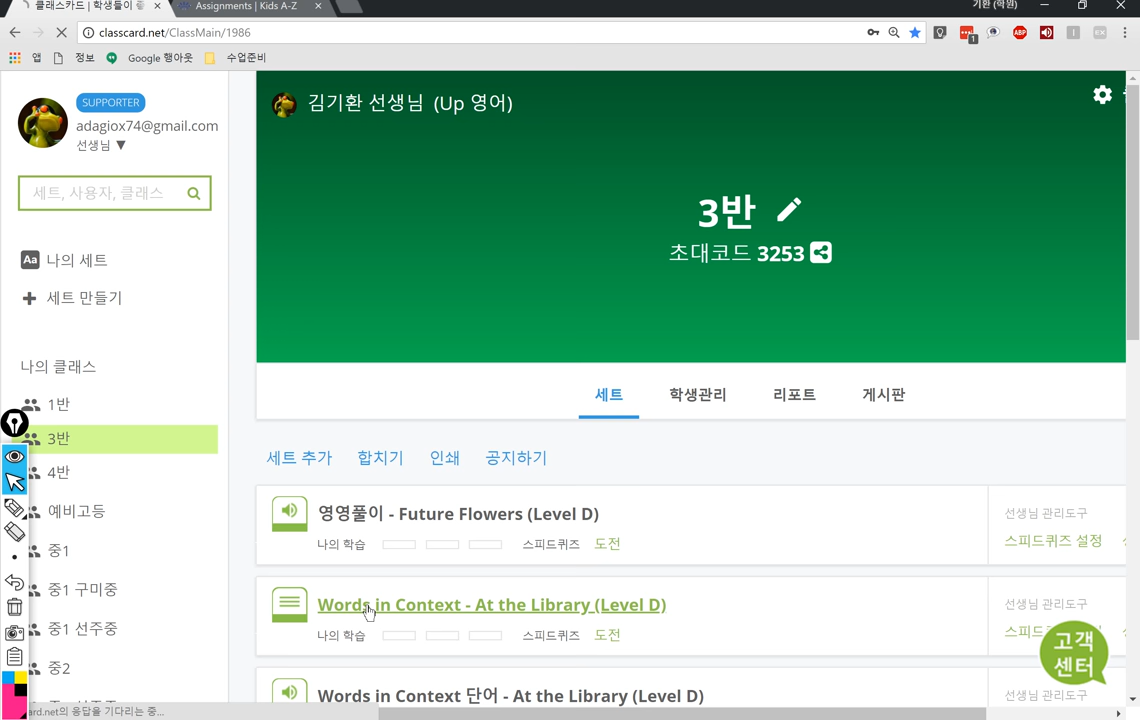 클래스카드 | 학생들이 좋
Assignments | Kids A-Z
기환 (학원)
classcard.net/ClassMain/1986
ABP
1
앱
정보
Google 행아웃
수업준비
SUPPORTER
adagiox74@gmail.com
선생님 ▼
세트, 사용자, 클래스
Aa 나의 세트
세트 만들기
나의 클래스
1반
3반
4반
예비고등
중1
중1 구미중
중1 선주중
중2
김기환 선생님 (Up 영어)
3반
초대코드 3253
세트 학생관리 리포트 게시판
세트 추가 합치기 인쇄 공지하기
영영풀이 - Future Flowers (Level D)
나의 학습 스피드퀴즈 도전
선생님 관리도구
스피드퀴즈 설정
Words in Context - At the Library (Level D)
나의 학습 스피드퀴즈 도전
선생님 관리도구
스피드
고객
센터
Words in Context 단어 - At the Library (Level D)
선생님 관리도구
ard.net의 응답을 기다리는 중...